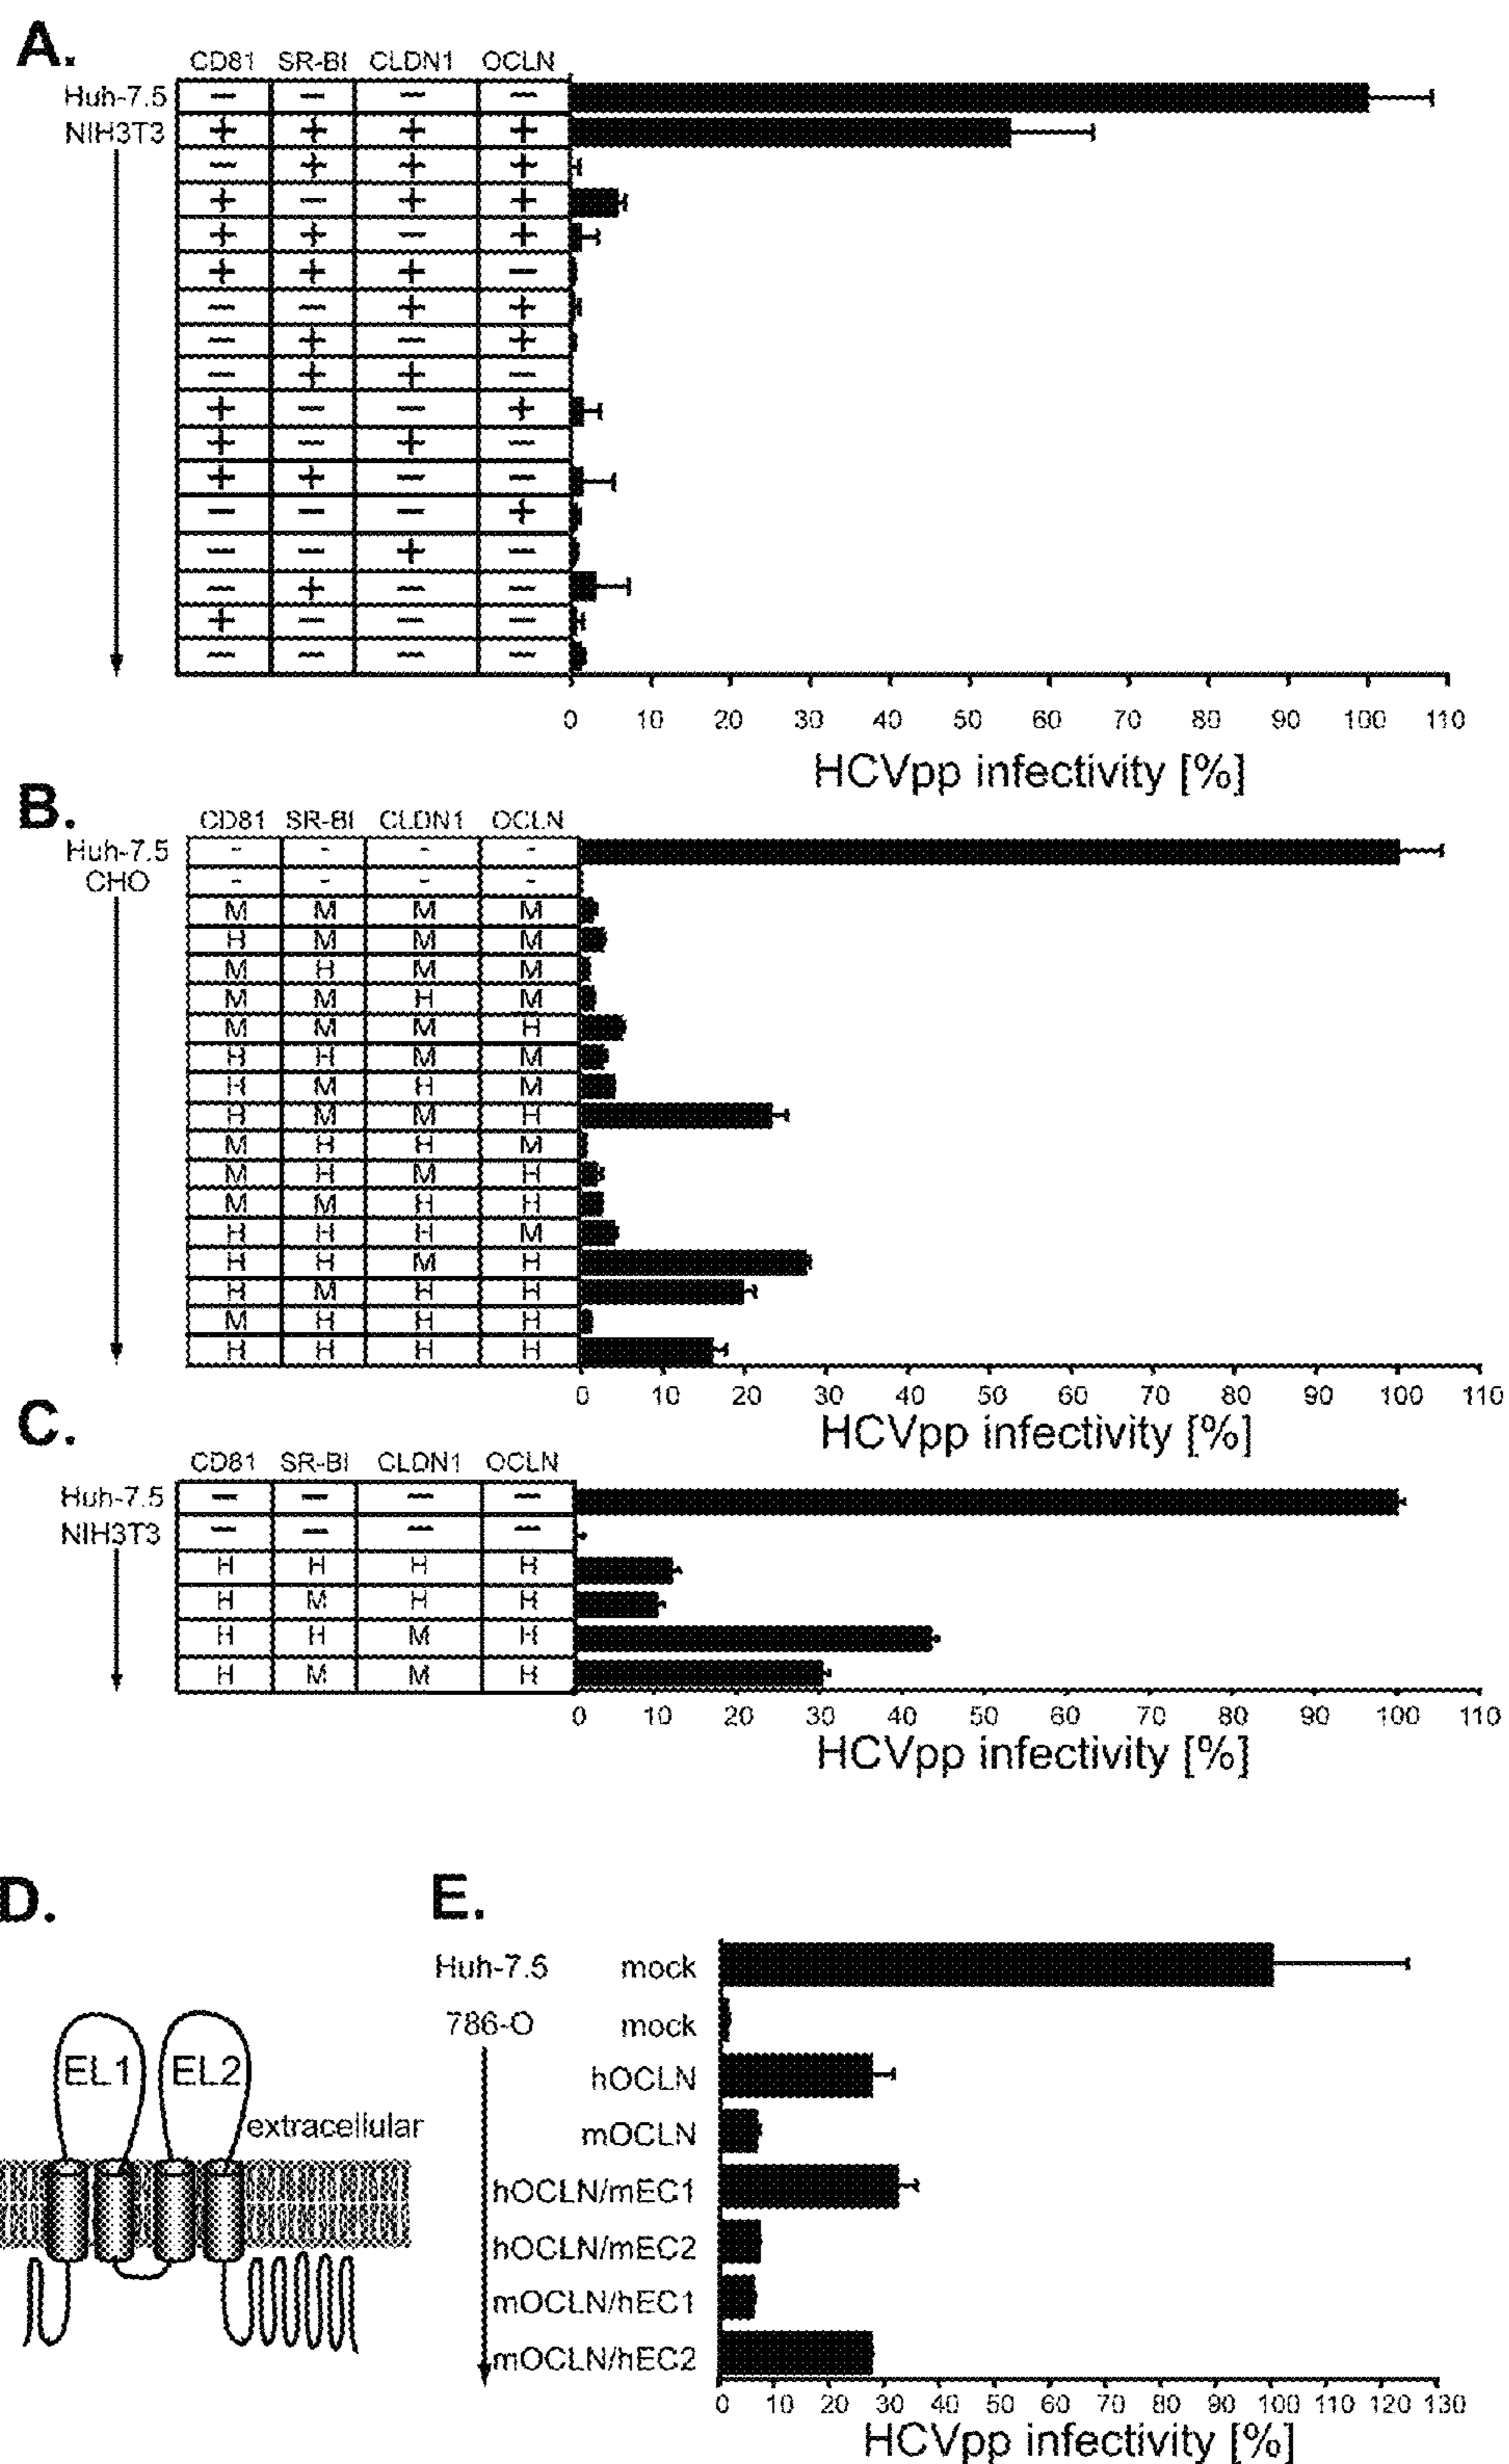 A.
CD81 SR-BI CLDN1 OCLN
Huh-7.5 — — — —
NIH3T3 + + + +
— + + +
+ — + +
+ + — +
+ + + —
— — + +
— + — +
— + + —
+ — — +
+ — + —
+ + — —
— — — +
— — + —
— + — —
+ — — —
— — — —
0 10 20 30 40 50 60 70 80 90 100 110
HCVpp infectivity [%]
B.
CD81 SR-BI CLDN1 OCLN
Huh-7.5 - - - -
CHO - - - -
M M M M
H M M M
M H M M
M M H M
M M M H
H H M M
H M H M
H M M H
M H H M
M H M H
M M H H
H H H M
H H M H
H M H H
M H H H
H H H H
0 10 20 30 40 50 60 70 80 90 100 110
HCVpp infectivity [%]
C.
CD81 SR-BI CLDN1 OCLN
Huh-7.5 — — — —
NIH3T3 — — — —
H H H H
H M H H
H H M H
H M M H
0 10 20 30 40 50 60 70 80 90 100 110
HCVpp infectivity [%]
D.
EL1 EL2
extracellular
E.
Huh-7.5 mock
786-O mock
hOCLN
mOCLN
hOCLN/mEC1
hOCLN/mEC2
mOCLN/hEC1
mOCLN/hEC2
0 10 20 30 40 50 60 70 80 90 100 110 120 130
HCVpp infectivity [%]